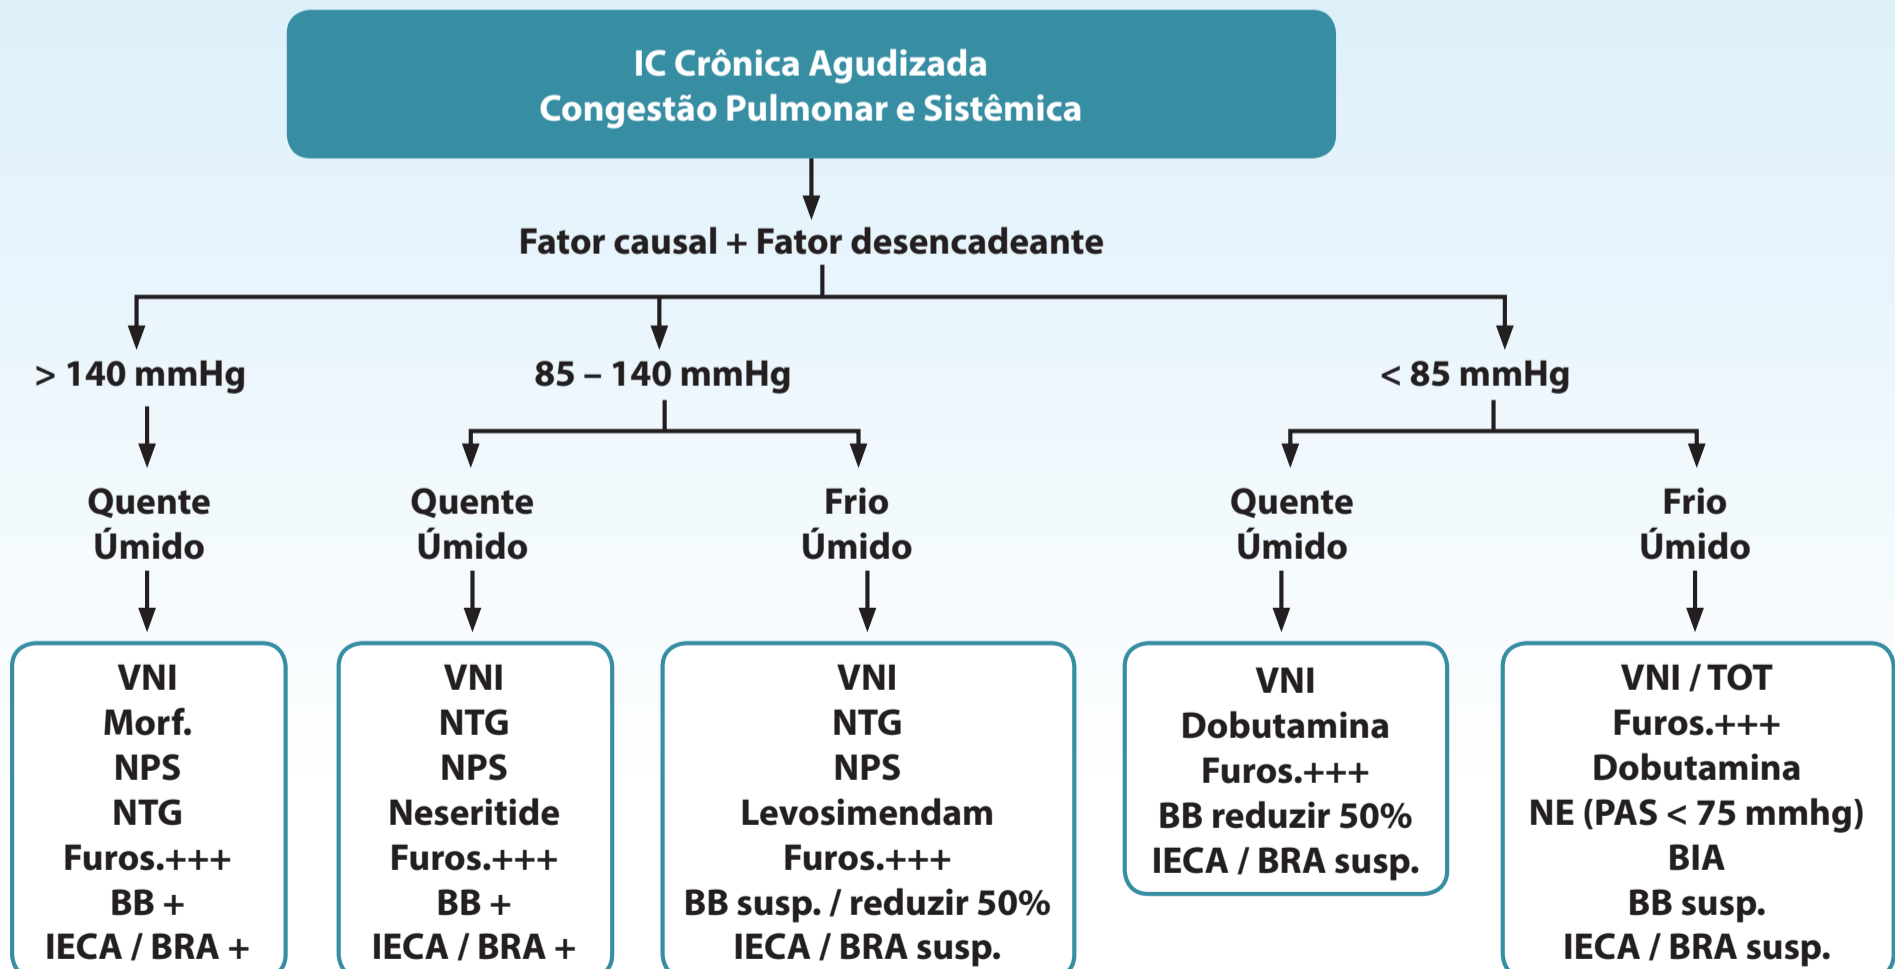 IC Crônica Agudizada
Congestão Pulmonar e Sistêmica
Fator causal + Fator desencadeante
> 140 mmHg
85 – 140 mmHg
< 85 mmHg
Quente
Úmido
Quente
Úmido
Frio
Úmido
Quente
Úmido
Frio
Úmido
VNI
Morf.
NPS
NTG
Furos.+++
BB +
IECA / BRA +
VNI
NTG
NPS
Neseritide
Furos.+++
BB +
IECA / BRA +
VNI
NTG
NPS
Levosimendam
Furos.+++
BB susp. / reduzir 50%
IECA / BRA susp.
VNI
Dobutamina
Furos.+++
BB reduzir 50%
IECA / BRA susp.
VNI / TOT
Furos.+++
Dobutamina
NE (PAS < 75 mmhg)
BIA
BB susp.
IECA / BRA susp.